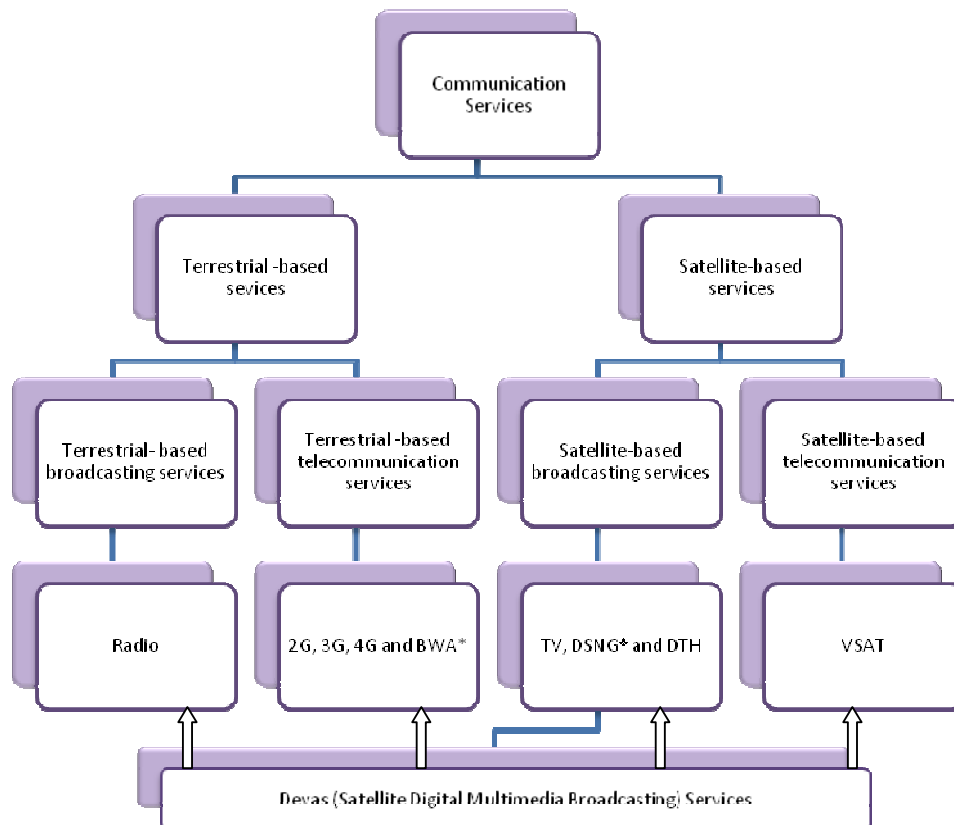 Communication
Services
Terrestrial -based
sevices
Satellite-based
services
Terrestrial- based
broadcasting services
Terrestrial -based
telecommunication
services
Satellite-based
broadcasting services
Satellite-based
telecommunication
services
Radio
2G, 3G, 4G and BWA*
TV, DSNG* and DTH
VSAT
Devas (Satellite Digital Multimedia Broadcasting) Services